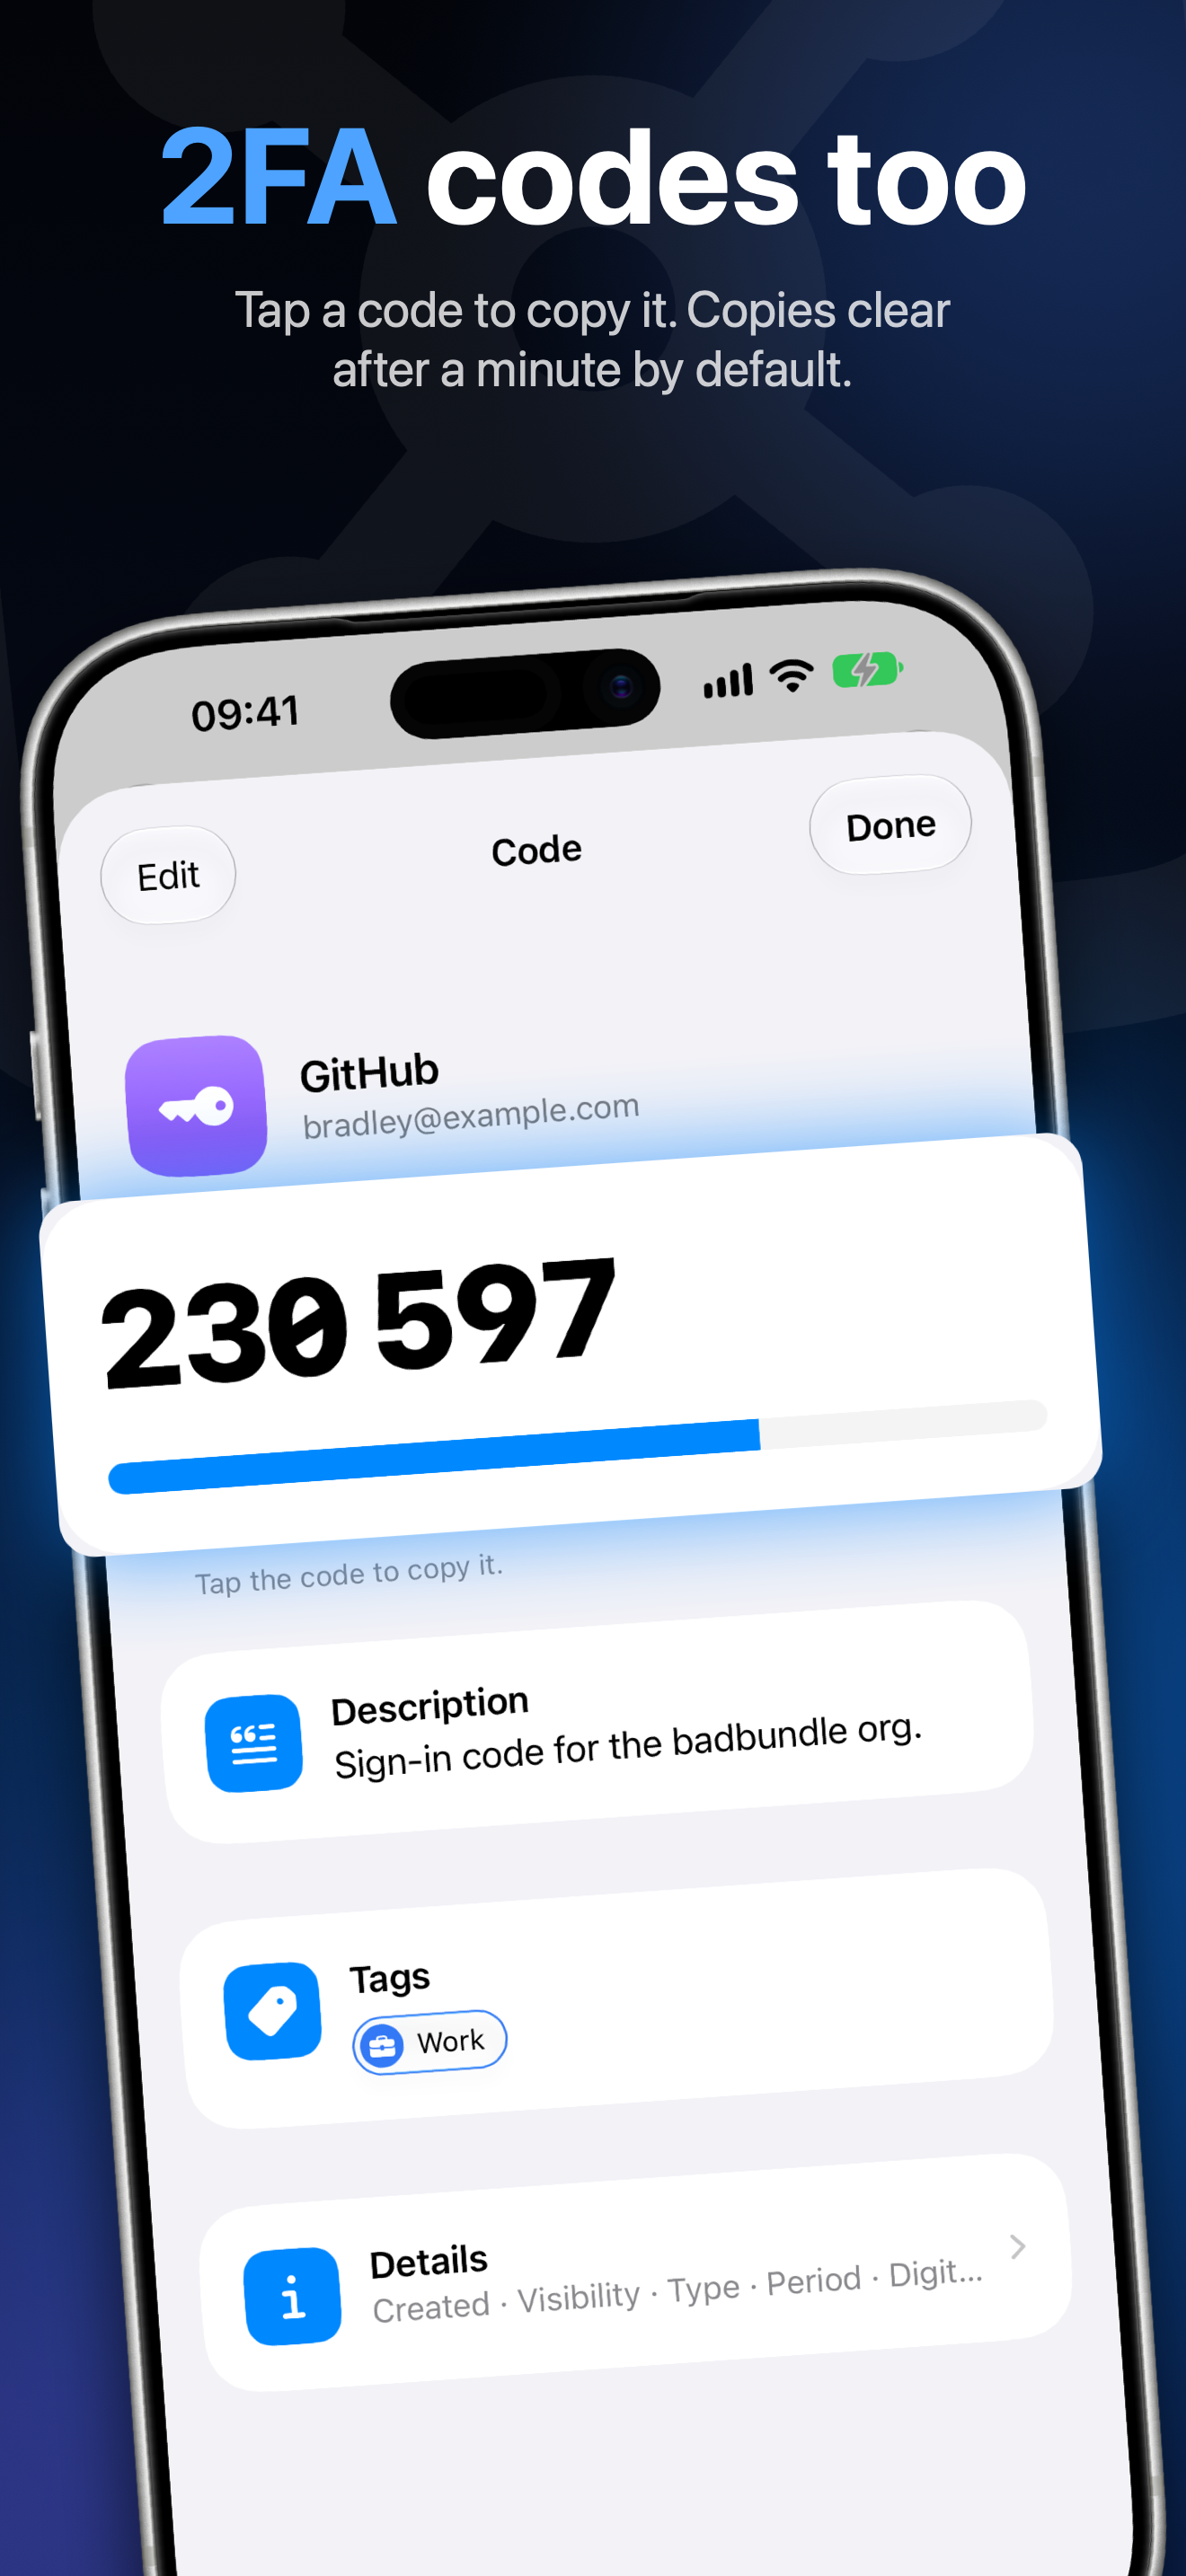 2FA codes too
Tap a code to copy it. Copies clear
after a minute by default.
09:41
Edit
Code
Done
GitHub
bradley@example.com
230 597
Tap the code to copy it.
Description
Sign-in code for the badbundle org.
Tags
Work
Details
Created · Visibility · Type · Period · Digit...